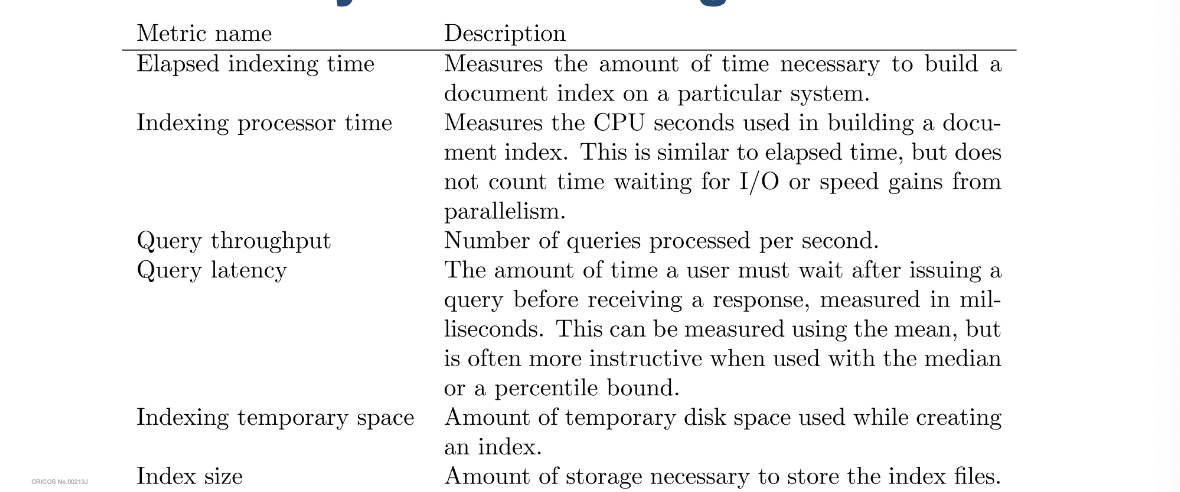 Metric name Description
Elapsed indexing time Measures the amount of time necessary to build a
document index on a particular system.
Indexing processor time Measures the CPU seconds used in building a docu-
ment index. This is similar to elapsed time, but does
not count time waiting for I/O or speed gains from
parallelism.
Query throughput Number of queries processed per second.
Query latency The amount of time a user must wait after issuing a
query before receiving a response, measured in mil-
liseconds. This can be measured using the mean, but
is often more instructive when used with the median
or a percentile bound.
Indexing temporary space Amount of temporary disk space used while creating
an index.
Index size Amount of storage necessary to store the index files.
CRICOS No.00213J